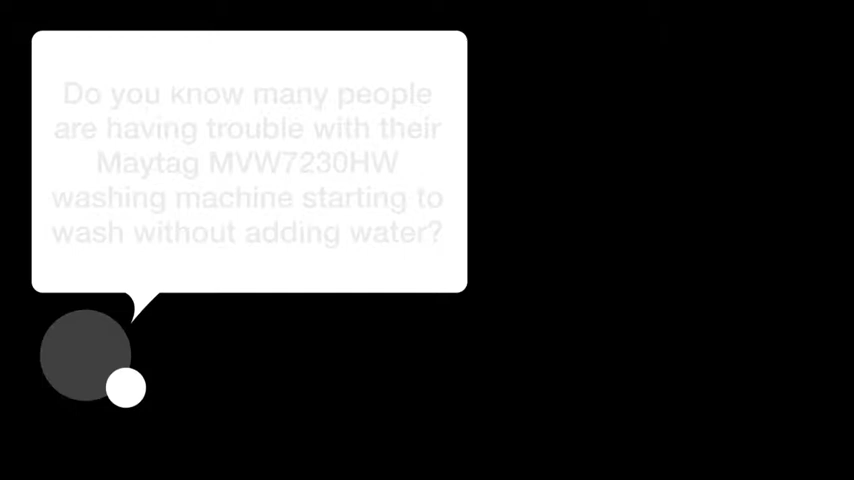 Do you know many people
are having trouble with their
Maytag MVW7230HW
washing machine starting to
wash without adding water?